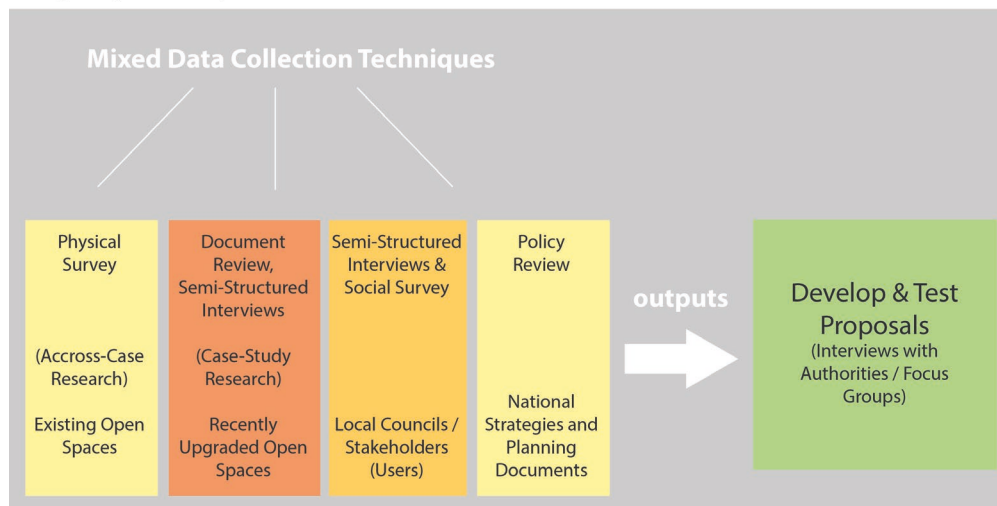 Mixed Data Collection Techniques
Physical
Survey
(Accross-Case
Research)
Existing Open
Spaces
Document
Review,
Semi-Structured
Interviews
(Case-Study
Research)
Recently
Upgraded Open
Spaces
Semi-Structured
Interviews &
Social Survey
Local Councils /
Stakeholders
(Users)
Policy
Review
National
Strategies and
Planning
Documents
outputs
Develop & Test
Proposals
(Interviews with
Authorities / Focus
Groups)